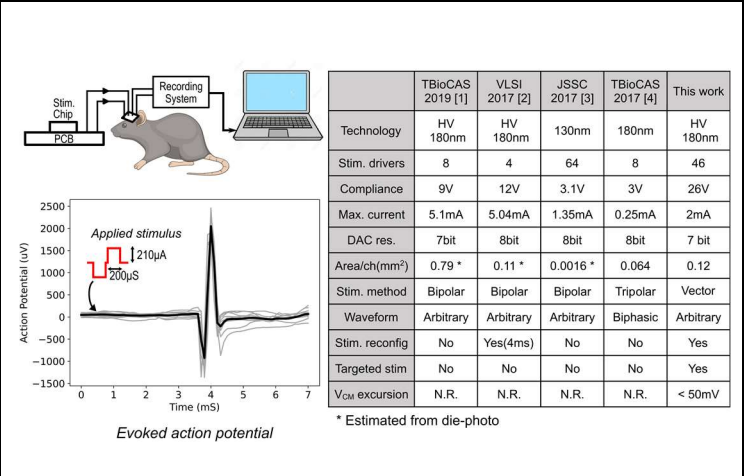 Recording
System
Stim.
Chip
PCB
Applied stimulus
210µA
200µS
Action Potential (uV)
2500
2000
1500
1000
500
0
−500
−1000
−1500
0 1 2 3 4 5 6 7
Time (mS)
Evoked action potential
TBioCAS 2019 [1] VLSI 2017 [2] JSSC 2017 [3] TBioCAS 2017 [4] This work
Technology HV 180nm HV 180nm 130nm 180nm HV 180nm
Stim. drivers 8 4 64 8 46
Compliance 9V 12V 3.1V 3V 26V
Max. current 5.1mA 5.04mA 1.35mA 0.25mA 2mA
DAC res. 7bit 8bit 8bit 8bit 7 bit
Area/ch(mm²) 0.79 * 0.11 * 0.0016 * 0.064 0.12
Stim. method Bipolar Bipolar Bipolar Tripolar Vector
Waveform Arbitrary Arbitrary Arbitrary Biphasic Arbitrary
Stim. reconfig No Yes(4ms) No No Yes
Targeted stim No No No No Yes
VCM excursion N.R. N.R. N.R. N.R. < 50mV
* Estimated from die-photo